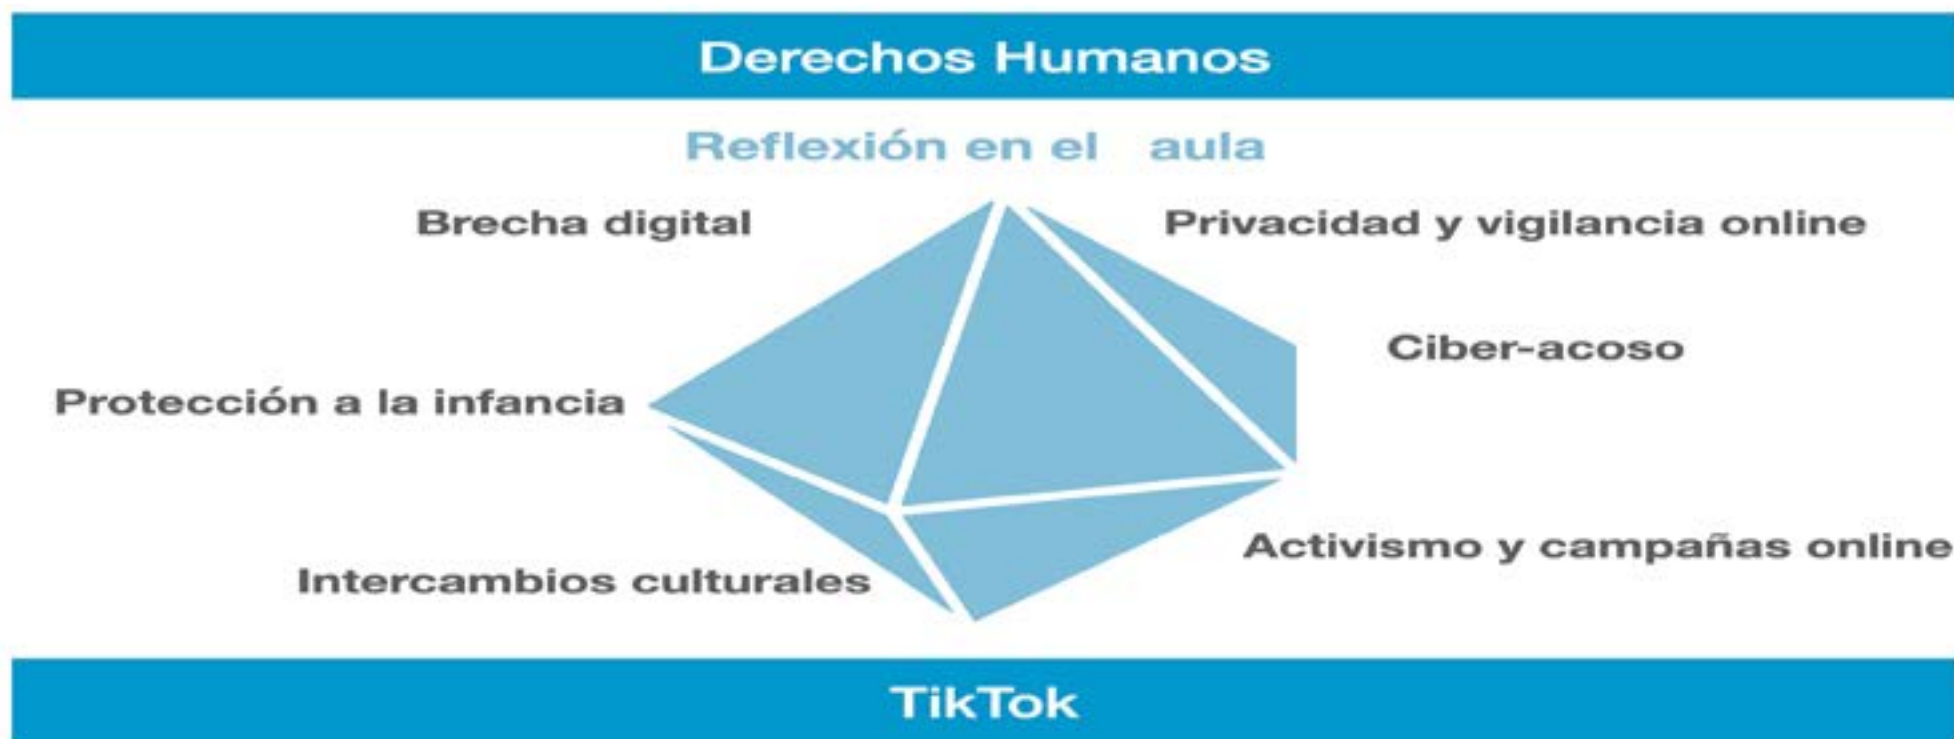 Derechos Humanos
Reflexión en el aula
Brecha digital
Privacidad y vigilancia online
Ciber-acoso
Protección a la infancia
Activismo y campañas online
Intercambios culturales
TikTok